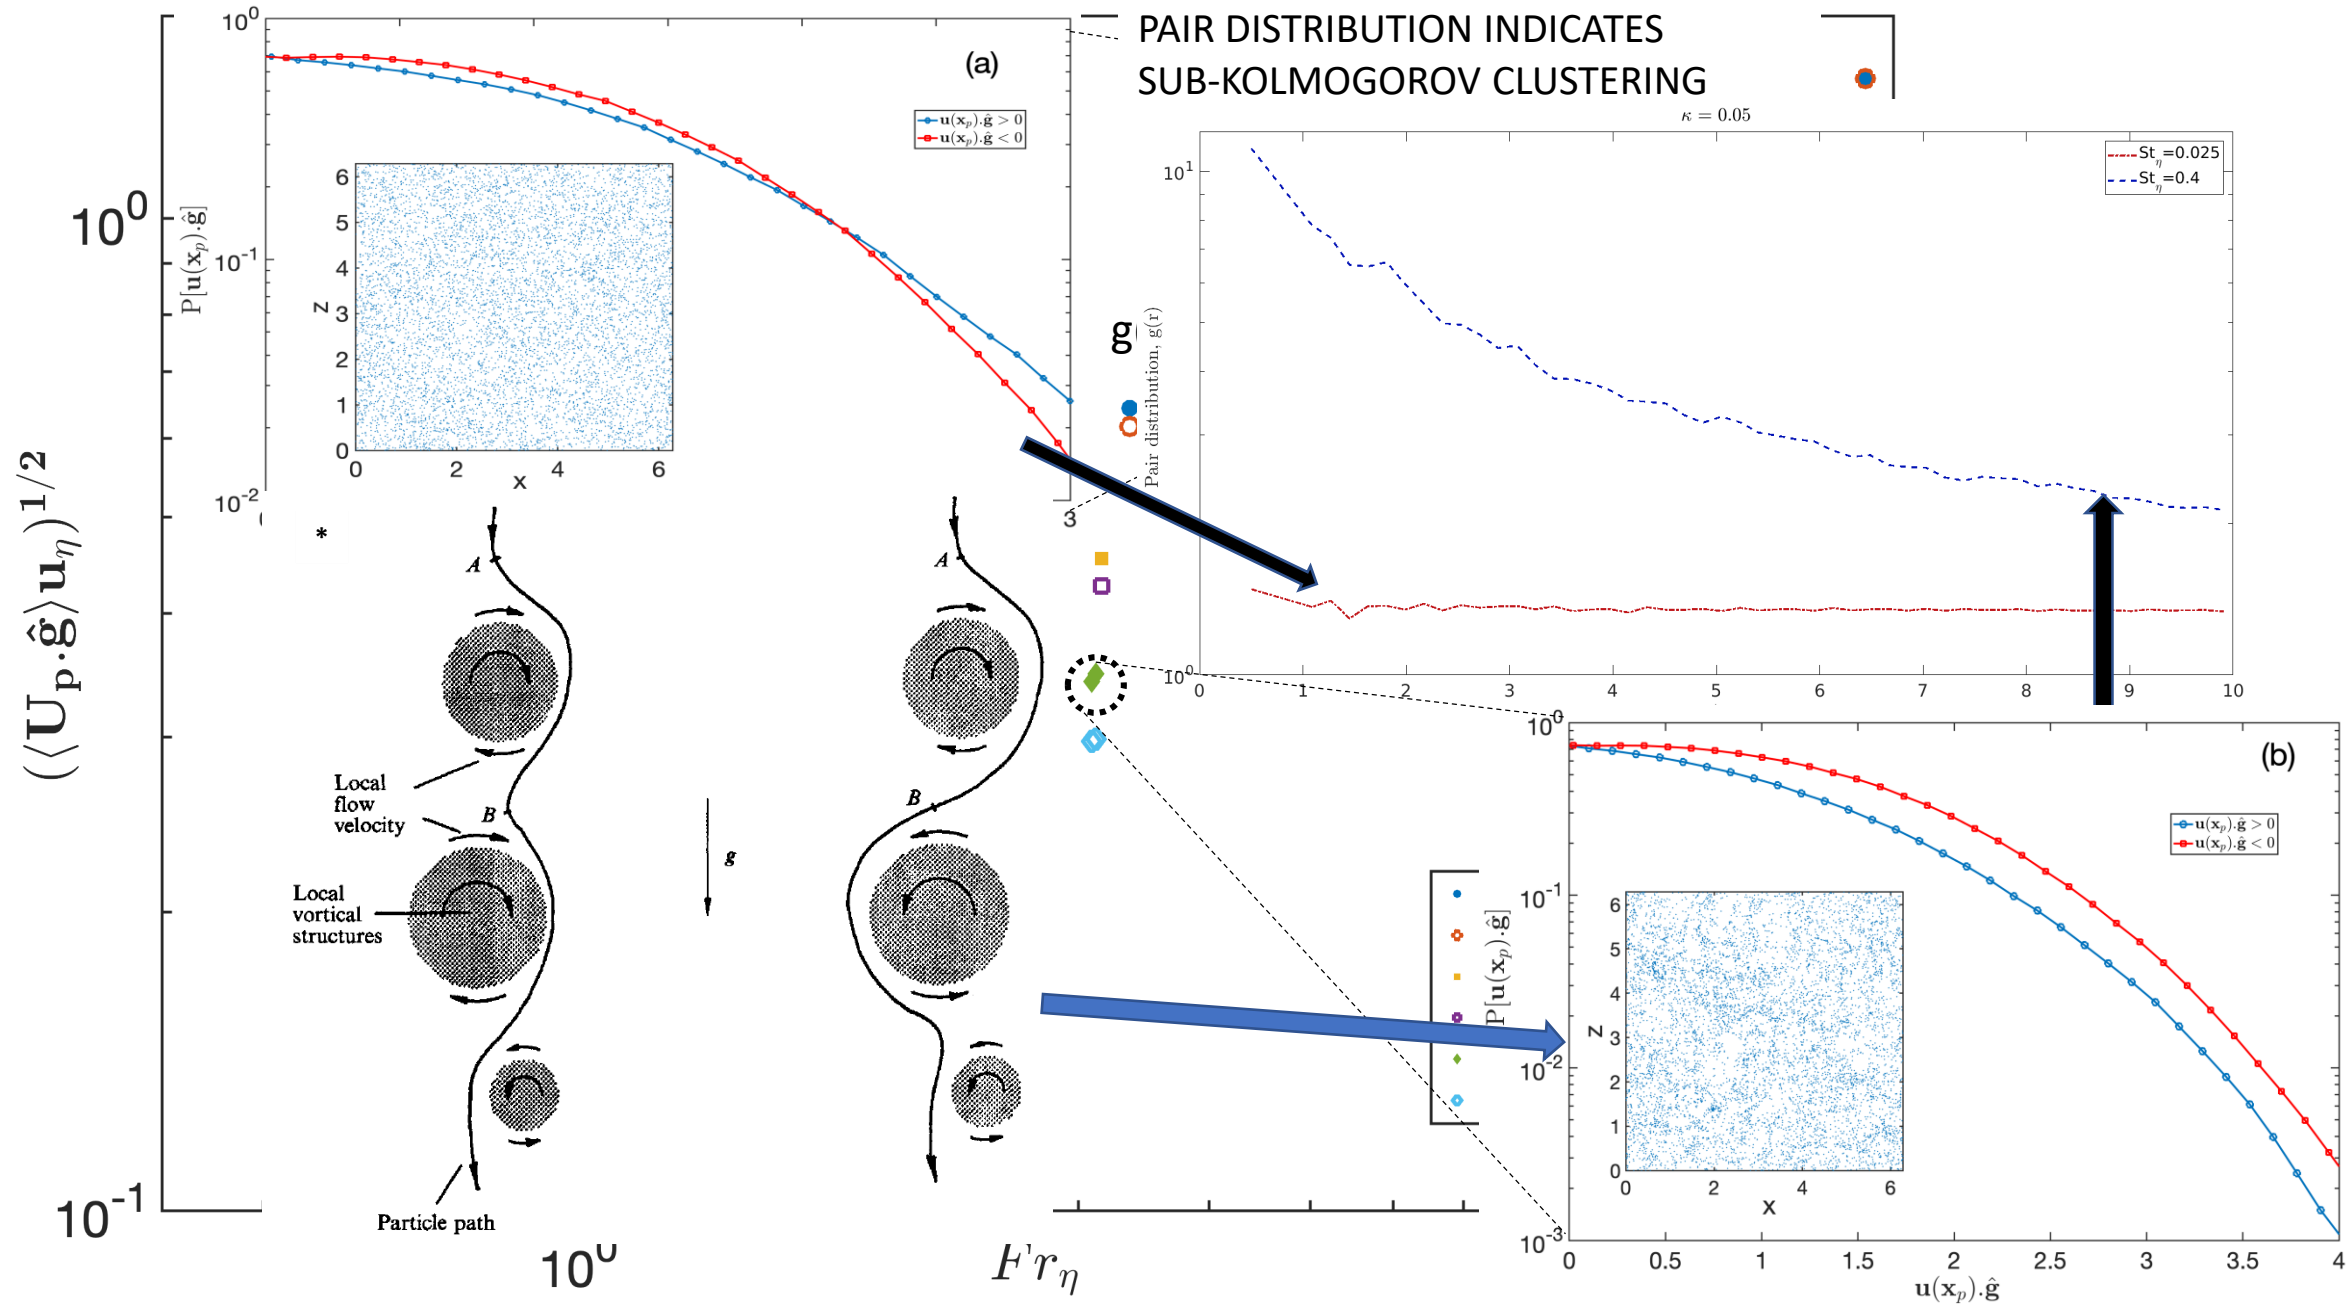 PAIR DISTRIBUTION INDICATES
SUB-KOLMOGOROV CLUSTERING
(⟨U_p.ĝ⟩u_η)^{1/2}
10^0
10^-1
10^0
Fr_η
(a)
P[u(x_p).ĝ]
10^0
10^-1
10^-2
3
u(x_p).ĝ > 0
u(x_p).ĝ < 0
z
6
5
4
3
2
1
0
0 2 4 6
x
κ = 0.05
g
Pair distribution, g(r)
10^1
10^0
St_η=0.025
St_η=0.4
0 1 2 3 4 5 6 7 8 9 10
*
A
A
Local
flow
velocity
B
B
g
Local
vortical
structures
Particle path
(b)
P[u(x_p).ĝ]
10^0
10^-1
10^-2
10^-3
u(x_p).ĝ > 0
u(x_p).ĝ < 0
z
6
5
4
3
2
1
0
0 2 4 6
x
0 0.5 1 1.5 2 2.5 3 3.5 4
u(x_p).ĝ